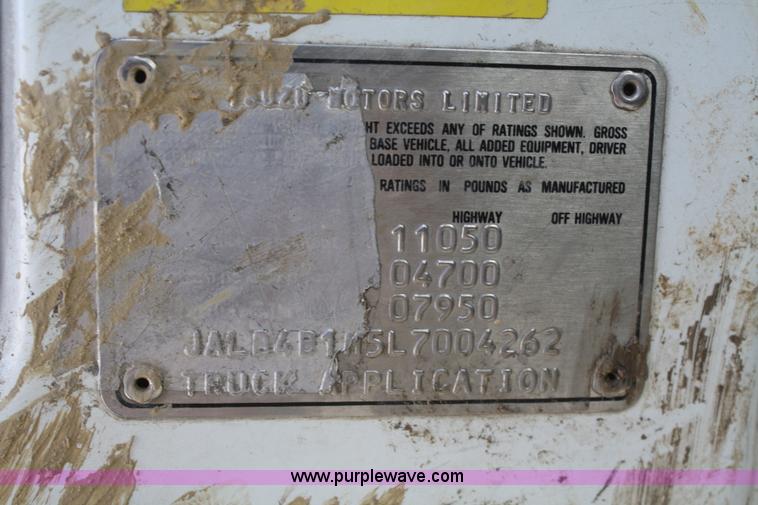 MOTORS LIMITED
EXCEEDS ANY OF RATINGS SHOWN. GROSS
BASE VEHICLE, ALL ADDED EQUIPMENT, DRIVER
LOADED INTO OR ONTO VEHICLE.
RATINGS IN POUNDS AS MANUFACTURED
HIGHWAY OFF HIGHWAY
11050
04700
07950
TRUCK APPLICATION
www.purplewave.com